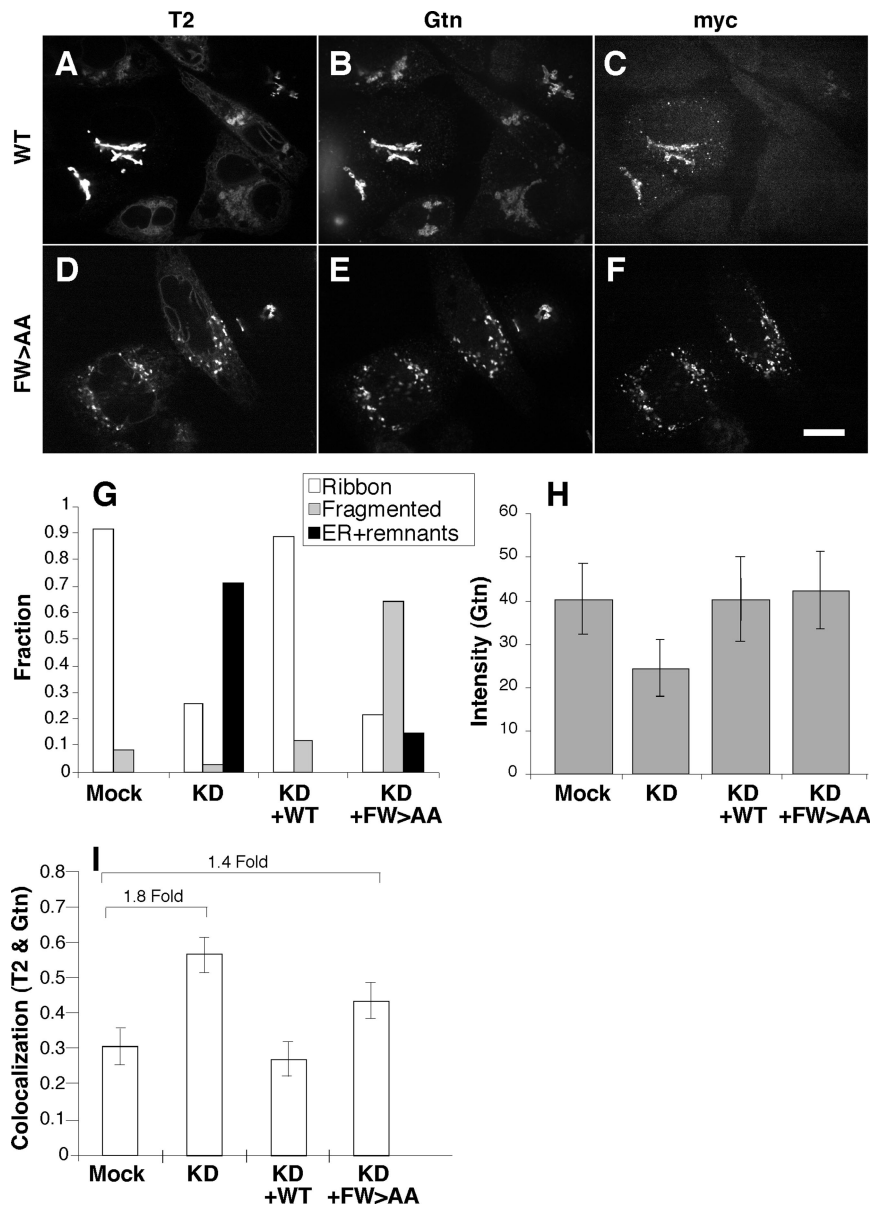 T2 Gtn myc
WT
A B C
FW>AA
D E F
G
Ribbon
Fragmented
ER+remnants
Fraction
1
0.9
0.8
0.7
0.6
0.5
0.4
0.3
0.2
0.1
0
Mock KD KD KD
+WT +FW>AA
H
Intensity (Gtn)
60
50
40
30
20
10
0
Mock KD KD KD
+WT +FW>AA
I
1.4 Fold
1.8 Fold
Colocalization (T2 & Gtn)
0.8
0.7
0.6
0.5
0.4
0.3
0.2
0.1
0
Mock KD KD KD
+WT +FW>AA